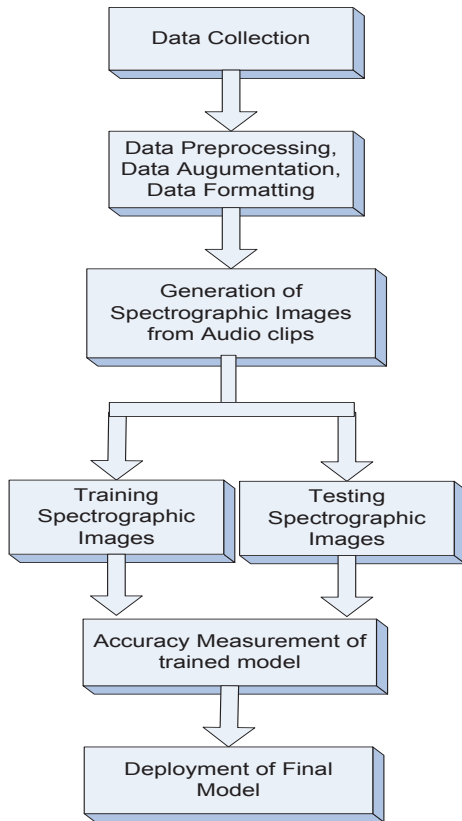 Data Collection
Data Preprocessing,
Data Augumentation,
Data Formatting
Generation of
Spectrographic Images
from Audio clips
Training
Spectrographic
Images
Testing
Spectrographic
Images
Accuracy Measurement of
trained model
Deployment of Final
Model